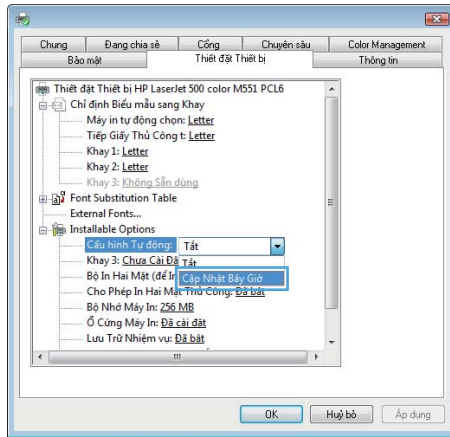 Chung Đang chia sè Cổng Chuyên sâu Color Management
Bảo mật Thiết đặt Thiết bị Thông tin
Thiết đặt Thiết bị HP LaserJet 500 color M551 PCL6
Chỉ định Biểu mẫu sang Khay
Máy in tự động chọn: Letter
Tiếp Giấy Thủ Công t: Letter
Khay 1: Letter
Khay 2: Letter
Khay 3: Không Sẵn dùng
Font Substitution Table
External Fonts...
Installable Options
Cấu hình Tự động: Tắt
Khay 3: Chưa Cài Đặ Tắt
Bộ In Hai Mặt (để In Cập Nhật Bây Giờ
Cho Phép In Hai Mặt Thủ Công: Đã bật
Bộ Nhớ Máy In: 256 MB
Ổ Cứng Máy In: Đã cài đặt
Lưu Trữ Nhiệm vụ: Đã bật
OK Huỷ bỏ Áp dụng